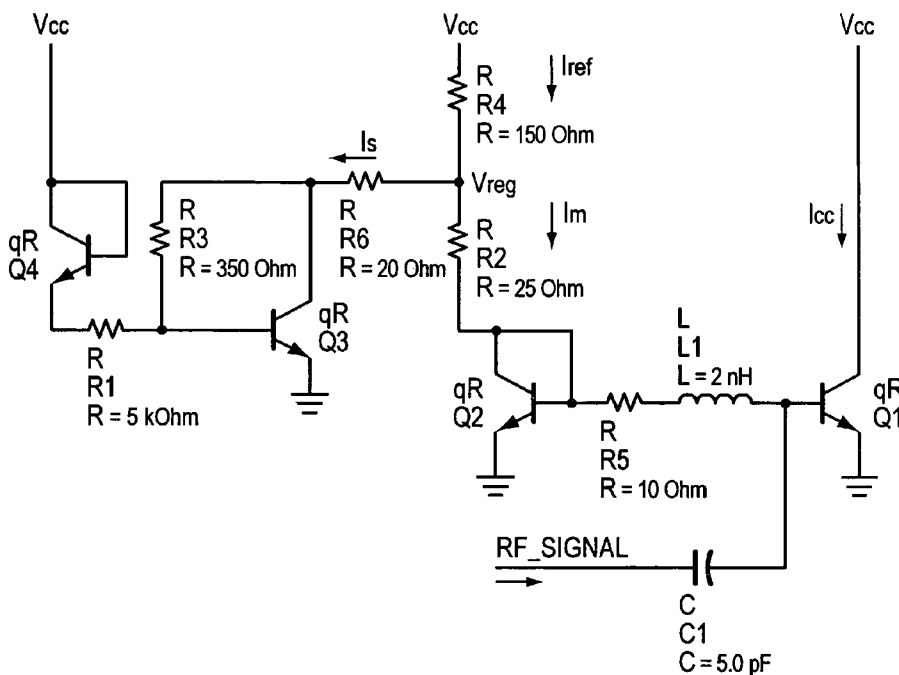 Vcc
Vcc
Vcc
R
R4
R = 150 Ohm
Iref
Is
Vreg
R
R3
R = 350 Ohm
R
R6
R = 20 Ohm
R
R2
R = 25 Ohm
Im
Icc
qR
Q4
R
R1
R = 5 kOhm
qR
Q3
qR
Q2
R
R5
R = 10 Ohm
L
L1
L = 2 nH
qR
Q1
RF_SIGNAL
C
C1
C = 5.0 pF